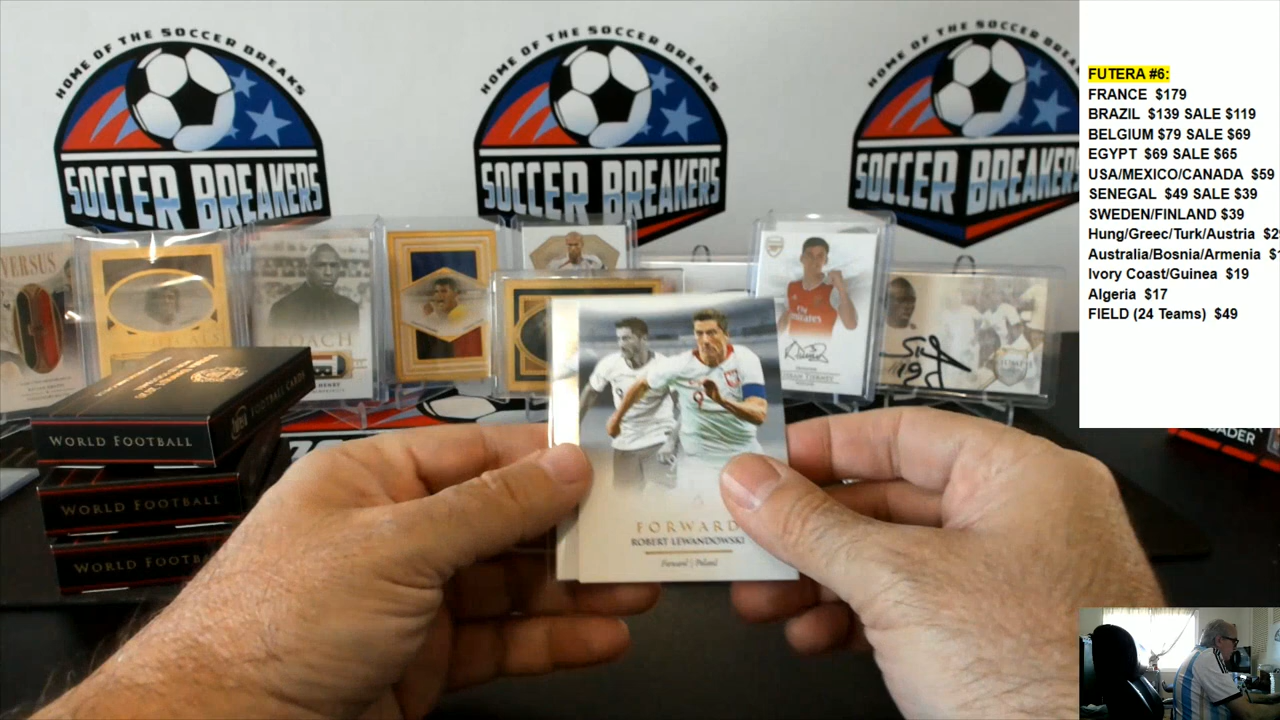 HOME OF THE SOCCER BREAKS
SOCCER BREAKERS
HOME OF THE SOCCER BREAKS
SOCCER BREAKERS
HOME OF THE SOCCER BREAKS
SOCCER BREAKERS
FUTERA #6:
FRANCE $179
BRAZIL $139 SALE $119
BELGIUM $79 SALE $69
EGYPT $69 SALE $65
USA/MEXICO/CANADA $59
SENEGAL $49 SALE $39
SWEDEN/FINLAND $39
Hung/Greec/Turk/Austria
Australia/Bosnia/Armenia
Ivory Coast/Guinea $19
Algeria $17
FIELD (24 Teams) $49
VERSUS
COACH
HENRY
TIERNEY
FOOTBALL CARDS
WORLD FOOTBALL
WORLD FOOTBALL
WORLD FOOTBALL
FORWARD
ROBERT LEWANDOWSKI
Forward | Poland